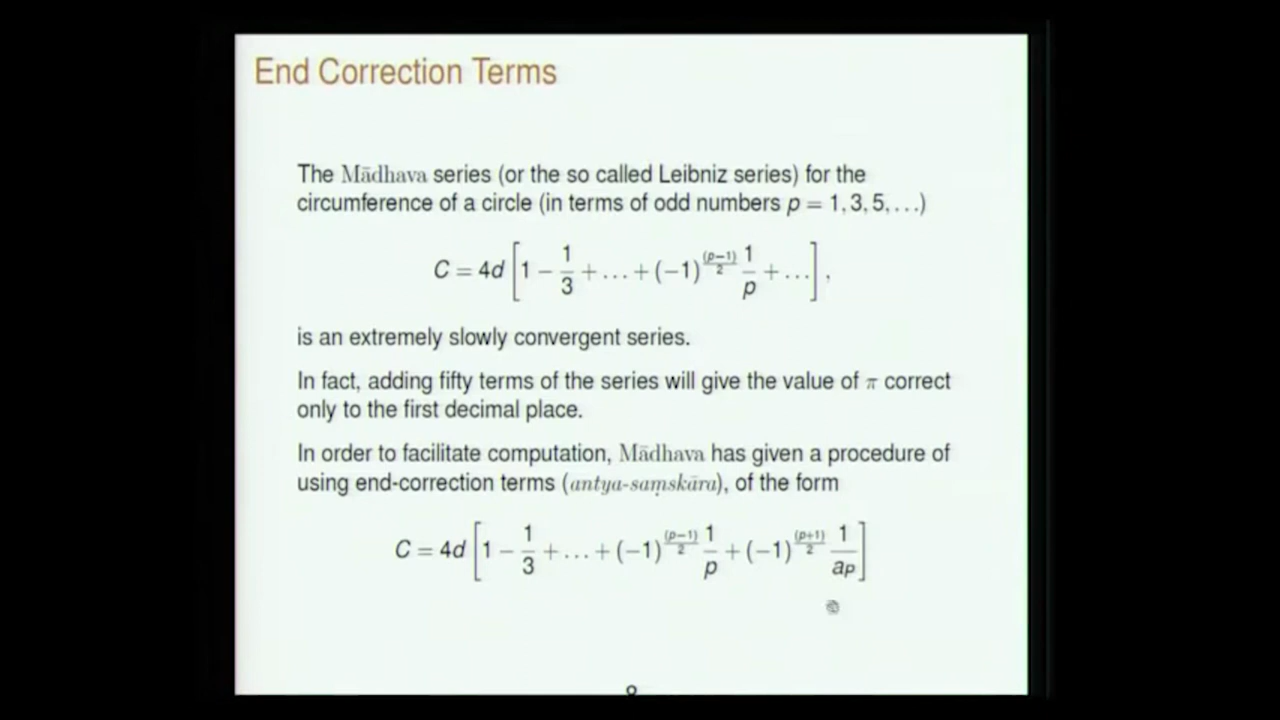 End Correction Terms
The Mādhava series (or the so called Leibniz series) for the
circumference of a circle (in terms of odd numbers p = 1, 3, 5, . . .)
C = 4d [1 − 1/3 + . . . + (−1)^((p−1)/2) 1/p + . . .] ,
is an extremely slowly convergent series.
In fact, adding fifty terms of the series will give the value of π correct
only to the first decimal place.
In order to facilitate computation, Mādhava has given a procedure of
using end-correction terms (antya-saṃskāra), of the form
C = 4d [1 − 1/3 + . . . + (−1)^((p−1)/2) 1/p + (−1)^((p+1)/2) 1/ap]